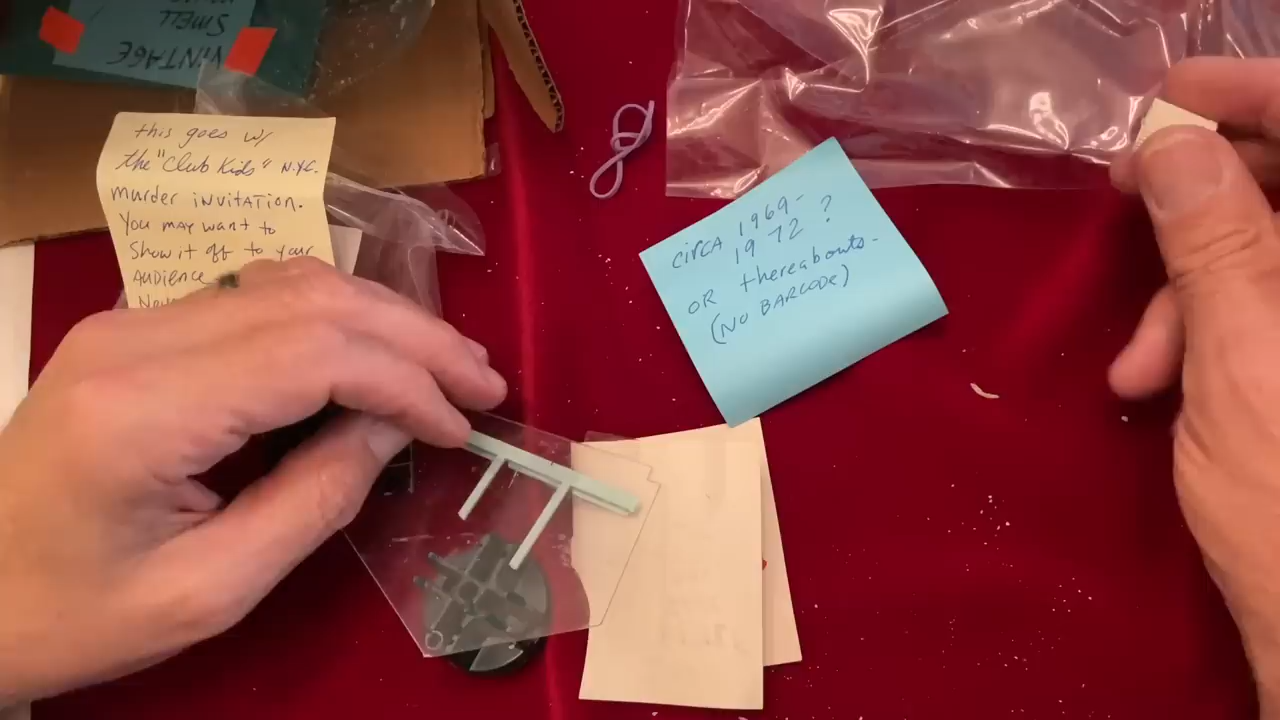 VINTAGE
SMELL
this goes w/
the "Club Kids" N.Y.C.
murder invitation.
You may want to
Show it off to your
Audience
circa 1969-
1972 ?
OR thereabouts-
(NO BARCODE)